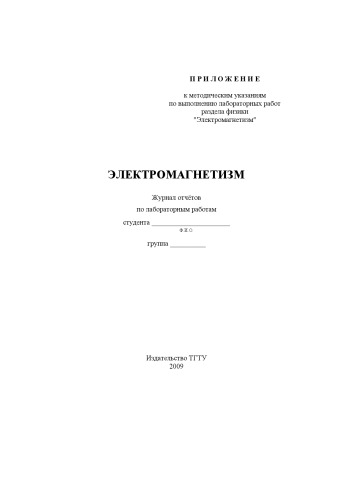 ПРИЛОЖЕНИЕ
к методическим указаниям
по выполнению лабораторных работ
раздела физики
"Электромагнетизм"
ЭЛЕКТРОМАГНЕТИЗМ
Журнал отчётов
по лабораторным работам
студента ______________________
Ф.И.О.
группа __________
Издательство ТГТУ
2009